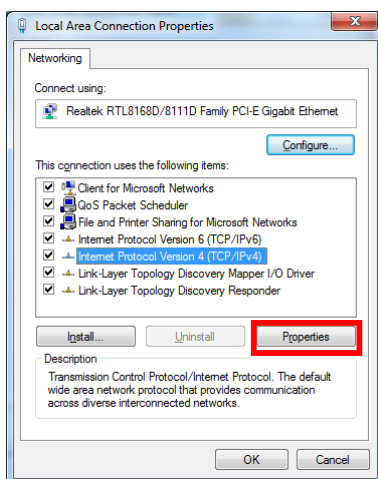 Local Area Connection Properties
Networking
Connect using:
Realtek RTL8168D/8111D Family PCI-E Gigabit Ethernet
Configure...
This connection uses the following items:
Client for Microsoft Networks
QoS Packet Scheduler
File and Printer Sharing for Microsoft Networks
Internet Protocol Version 6 (TCP/IPv6)
Internet Protocol Version 4 (TCP/IPv4)
Link-Layer Topology Discovery Mapper I/O Driver
Link-Layer Topology Discovery Responder
Install... Uninstall Properties
Description
Transmission Control Protocol/Internet Protocol. The default
wide area network protocol that provides communication
across diverse interconnected networks.
OK Cancel